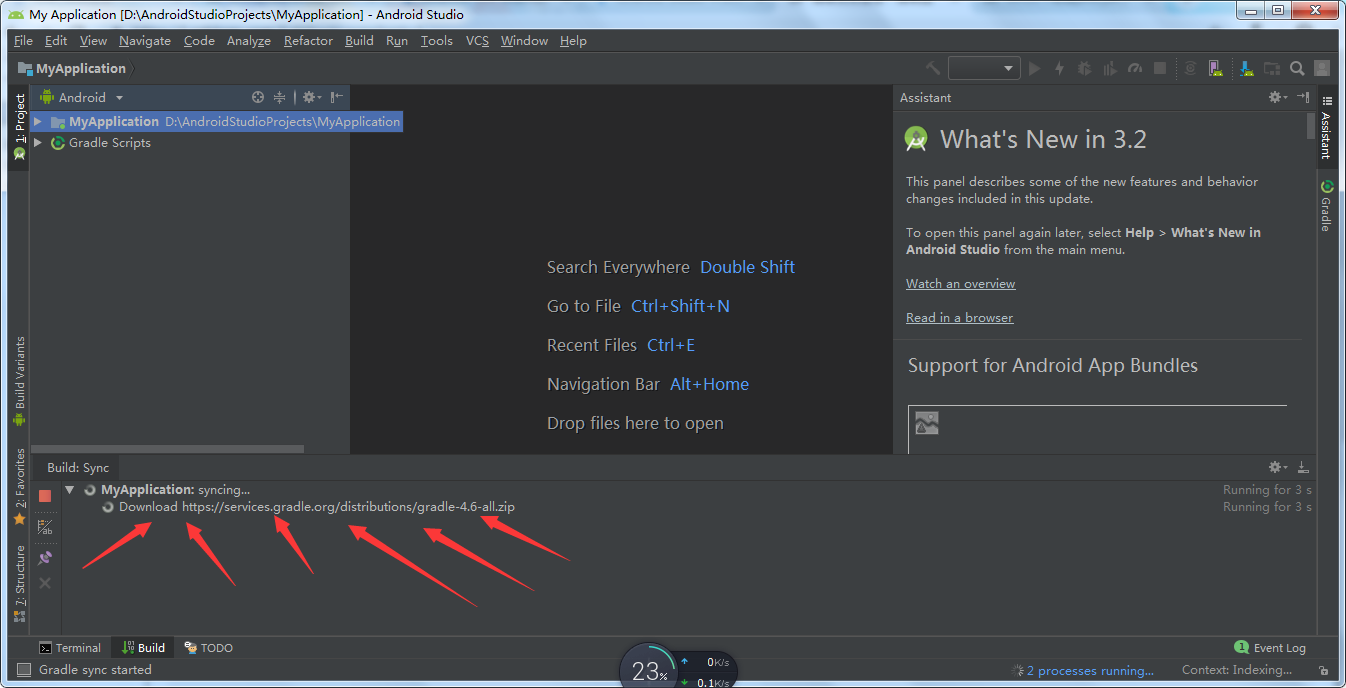 My Application [D:\AndroidStudioProjects\MyApplication] - Android Studio
File Edit View Navigate Code Analyze Refactor Build Run Tools VCS Window Help
MyApplication
1: Project
Build Variants
2: Favorites
7: Structure
Android
MyApplication D:\AndroidStudioProjects\MyApplication
Gradle Scripts
Search Everywhere Double Shift
Go to File Ctrl+Shift+N
Recent Files Ctrl+E
Navigation Bar Alt+Home
Drop files here to open
Assistant
What's New in 3.2
This panel describes some of the new features and behavior
changes included in this update.
To open this panel again later, select Help > What's New in
Android Studio from the main menu.
Watch an overview
Read in a browser
Support for Android App Bundles
Assistant
Gradle
Build: Sync
MyApplication: syncing... Running for 3 s
Download https://services.gradle.org/distributions/gradle-4.6-all.zip Running for 3 s
Terminal Build TODO
1 Event Log
Gradle sync started
23%
0K/s
0.1K/s
2 processes running...
Context: Indexing...